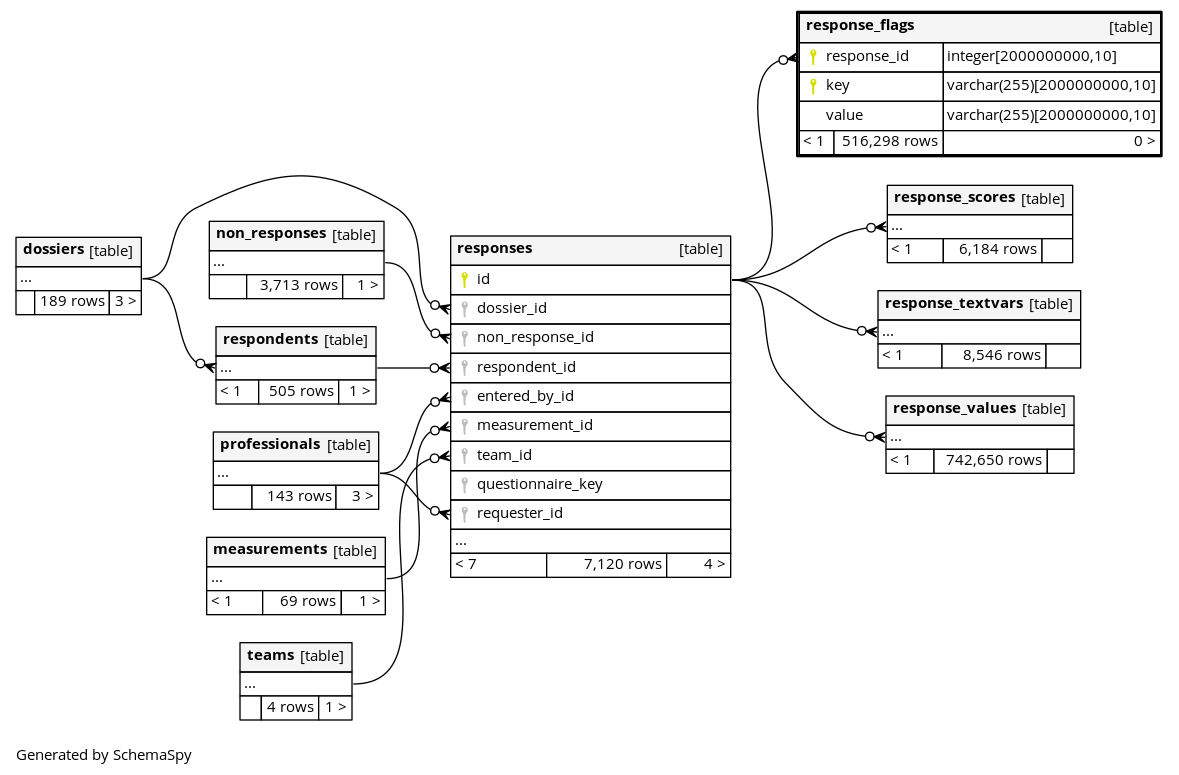 response_flags [table]
response_id integer[2000000000,10]
key varchar(255)[2000000000,10]
value varchar(255)[2000000000,10]
< 1 516,298 rows 0 >
response_scores [table]
...
< 1 6,184 rows
dossiers [table]
...
189 rows 3 >
non_responses [table]
...
3,713 rows 1 >
respondents [table]
...
< 1 505 rows 1 >
professionals [table]
...
143 rows 3 >
measurements [table]
...
< 1 69 rows 1 >
teams [table]
...
4 rows 1 >
responses [table]
id
dossier_id
non_response_id
respondent_id
entered_by_id
measurement_id
team_id
questionnaire_key
requester_id
...
< 7 7,120 rows 4 >
response_textvars [table]
...
< 1 8,546 rows
response_values [table]
...
< 1 742,650 rows
Generated by SchemaSpy